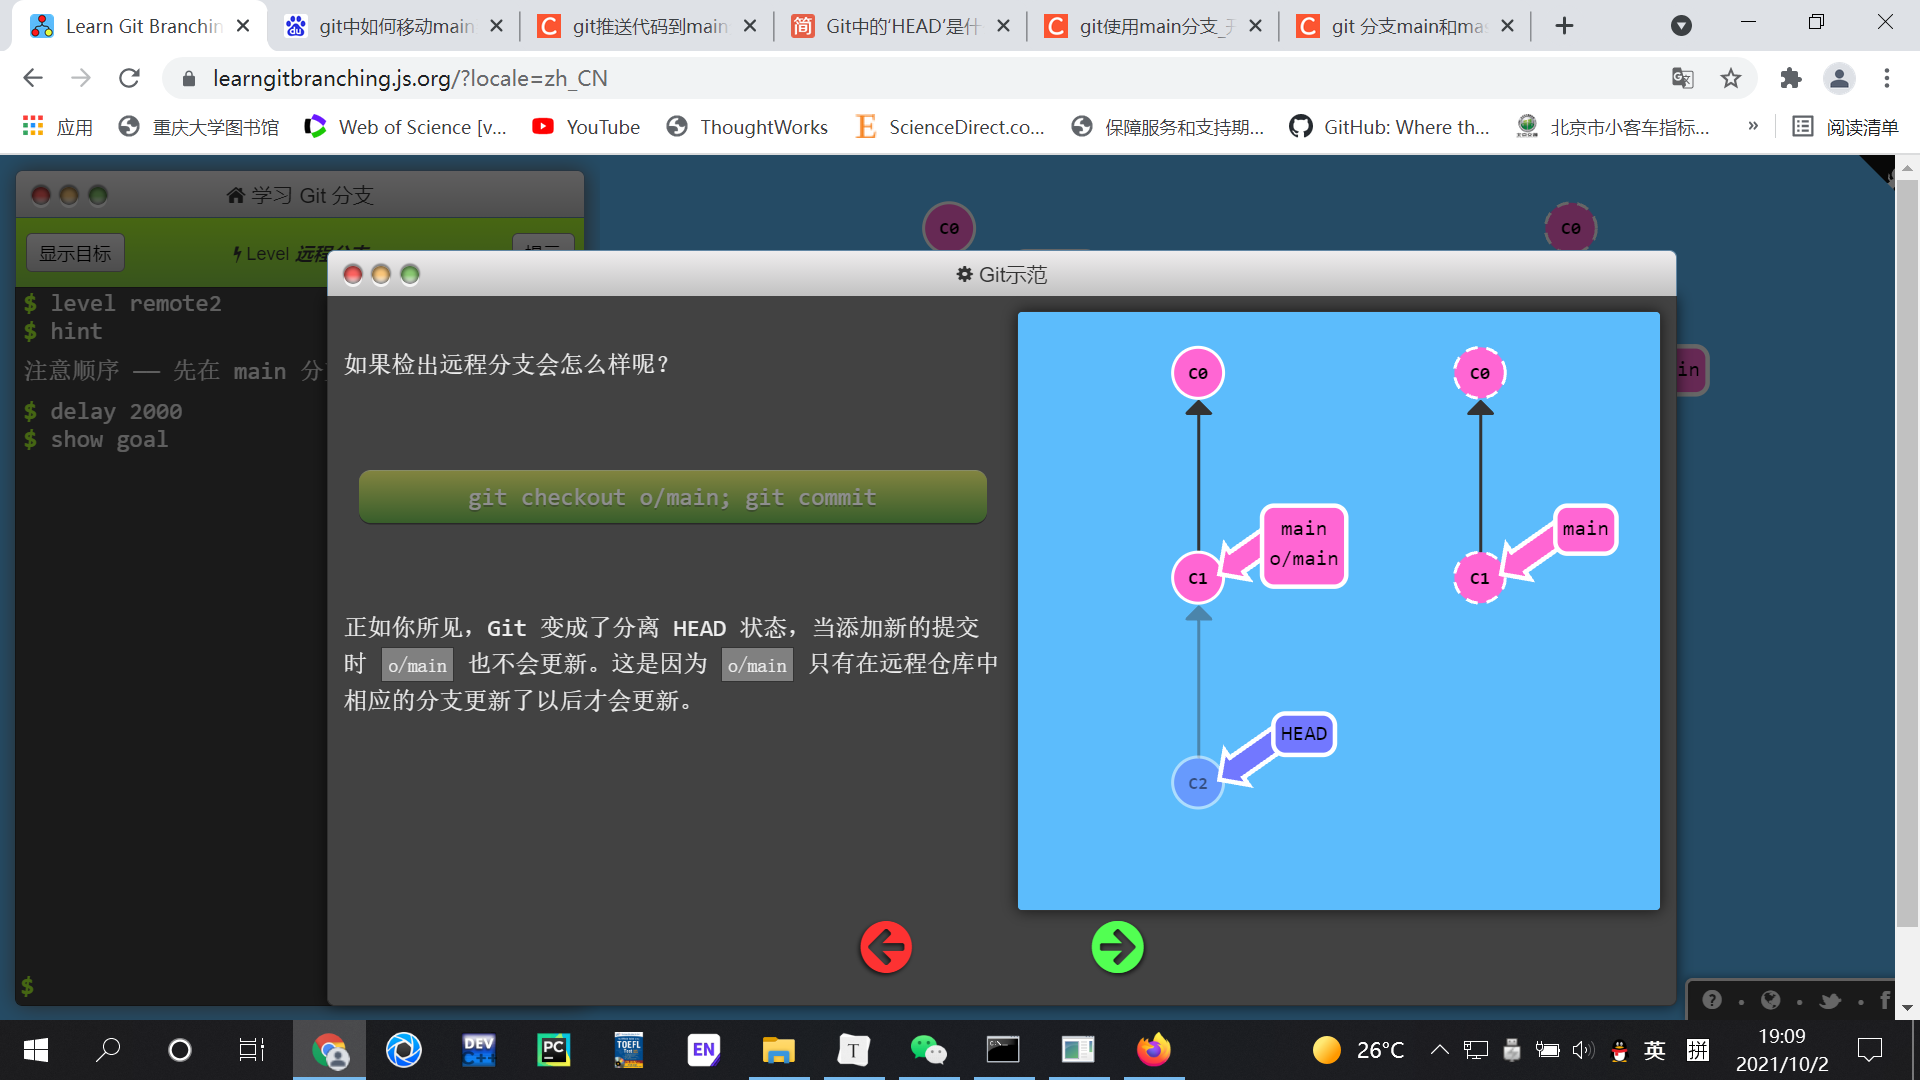 Learn Git Branchin
git中如何移动main
git推送代码到main
Git中的‘HEAD’是什
git使用main分支_开
git 分支main和mas
learngitbranching.js.org/?locale=zh_CN
应用
重庆大学图书馆
Web of Science [v...
YouTube
ThoughtWorks
ScienceDirect.co...
保障服务和支持期...
GitHub: Where th...
北京市小客车指标...
»
阅读清单
学习 Git 分支
显示目标
Level 远程分支
提示
$ level remote2
$ hint
注意顺序 —— 先在 main 分
$ delay 2000
$ show goal
$
C0
C0
in
Git示范
如果检出远程分支会怎么样呢？
git checkout o/main; git commit
正如你所见，Git 变成了分离 HEAD 状态，当添加新的提交
时 o/main 也不会更新。这是因为 o/main 只有在远程仓库中
相应的分支更新了以后才会更新。
C0
C0
main
o/main
main
C1
C1
HEAD
C2
DEV
C++
PC
TOEFL
EN
T
26°C
英
拼
19:09
2021/10/2